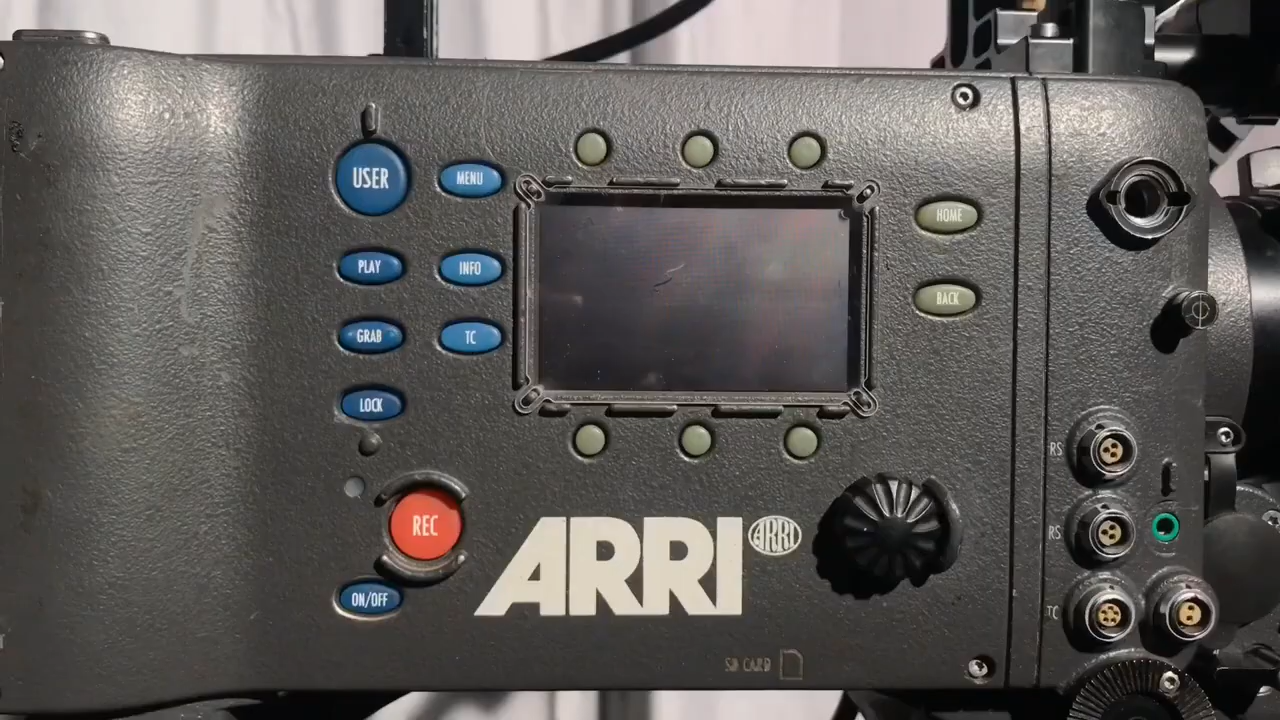 USER
MENU
PLAY
INFO
GRAB
TC
LOCK
REC
ON/OFF
HOME
BACK
ARRI
ARRI
SD CARD
RS
RS
TC